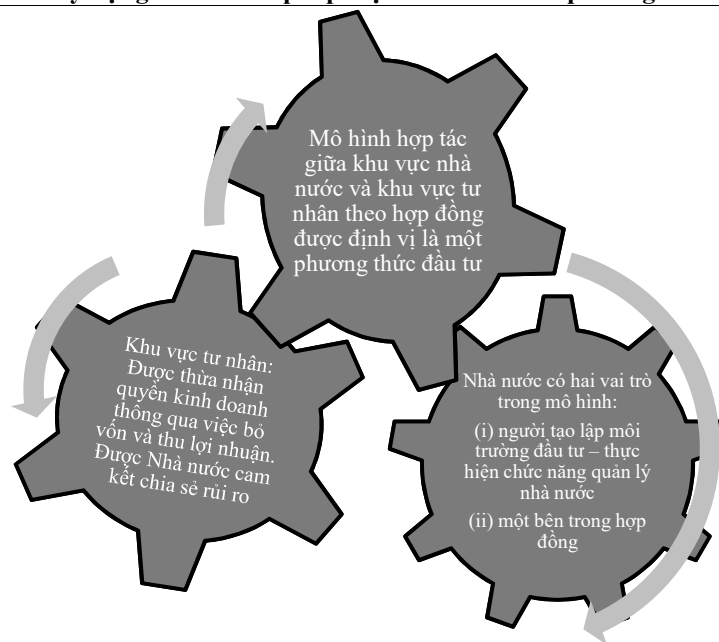 Mô hình hợp tác
giữa khu vực nhà
nước và khu vực tư
nhân theo hợp đồng
được định vị là một
phương thức đầu tư
Khu vực tư nhân:
Được thừa nhận
quyền kinh doanh
thông qua việc bỏ
vốn và thu lợi nhuận.
Được Nhà nước cam
kết chia sẻ rủi ro
Nhà nước có hai vai trò
trong mô hình:
(i) người tạo lập môi
trường đầu tư – thực
hiện chức năng quản lý
nhà nước
(ii) một bên trong hợp
đồng